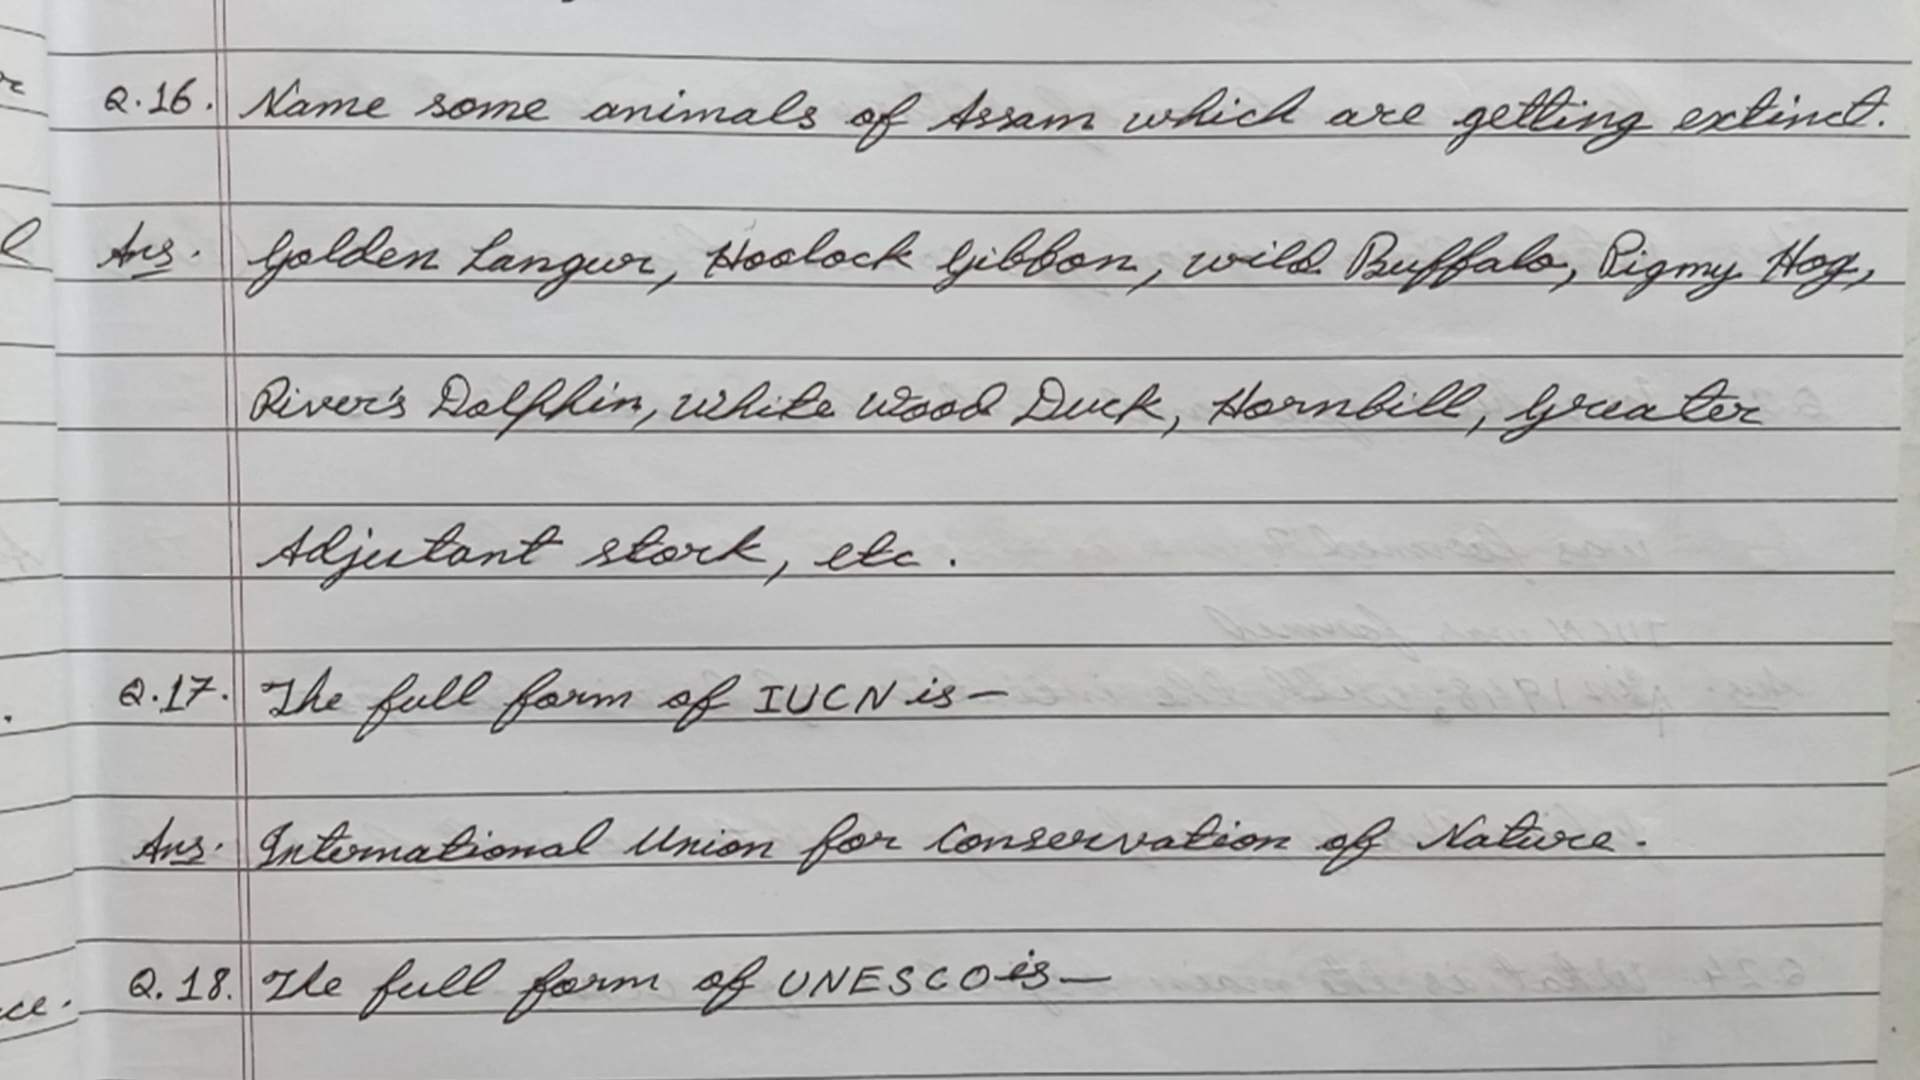 Q.16. Name some animals of Assam which are getting extinct.
Ans. Golden Langur, Hoolock Gibbon, wild Buffalo, Pigmy Hog,
River's Dolphin, White Wood Duck, Hornbill, Greater
Adjutant stork, etc.
Q.17. The full form of IUCN is—
Ans. International Union for Conservation of Nature.
Q.18. The full form of UNESCO is—